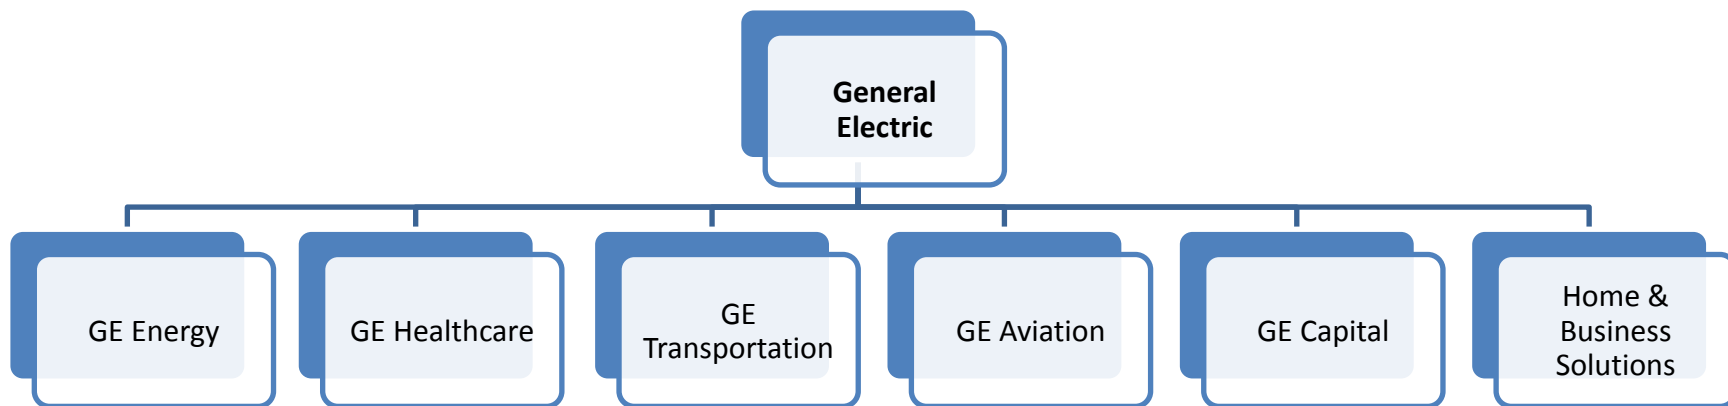 General
Electric
GE Energy
GE Healthcare
GE
Transportation
GE Aviation
GE Capital
Home &
Business
Solutions